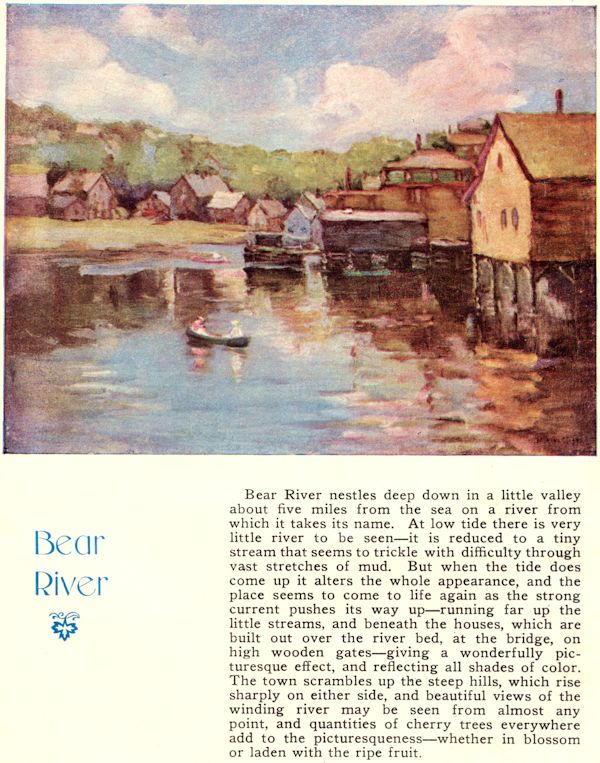 Bear
River
Bear River nestles deep down in a little valley
about five miles from the sea on a river from
which it takes its name. At low tide there is very
little river to be seen—it is reduced to a tiny
stream that seems to trickle with difficulty through
vast stretches of mud. But when the tide does
come up it alters the whole appearance, and the
place seems to come to life again as the strong
current pushes its way up—running far up the
little streams, and beneath the houses, which are
built out over the river bed, at the bridge, on
high wooden gates—giving a wonderfully pic-
turesque effect, and reflecting all shades of color.
The town scrambles up the steep hills, which rise
sharply on either side, and beautiful views of the
winding river may be seen from almost any
point, and quantities of cherry trees everywhere
add to the picturesqueness—whether in blossom
or laden with the ripe fruit.